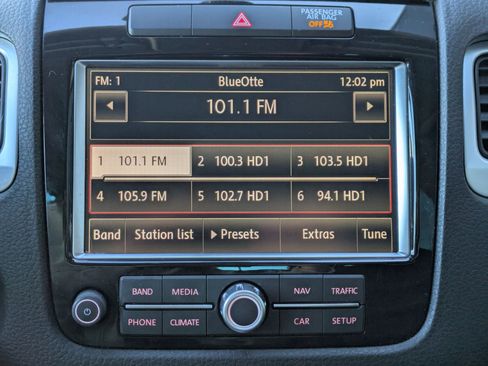 PASSENGER
AIR BAG
OFF
FM: 1 BlueOtte 12:02 pm
101.1 FM
1 101.1 FM 2 100.3 HD1 3 103.5 HD1
4 105.9 FM 5 102.7 HD1 6 94.1 HD1
Band Station list Presets Extras Tune
BAND MEDIA NAV TRAFFIC
PHONE CLIMATE CAR SETUP